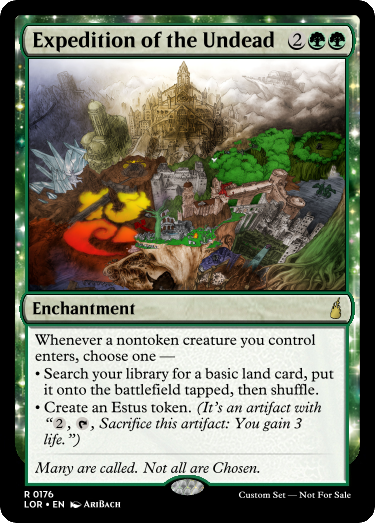 Expedition of the Undead 2
Enchantment
Whenever a nontoken creature you control
enters, choose one —
• Search your library for a basic land card, put
it onto the battlefield tapped, then shuffle.
• Create an Estus token. (It's an artifact with
"2, , Sacrifice this artifact: You gain 3
life.")
Many are called. Not all are Chosen.
R 0176
LOR • EN AriBach
Custom Set — Not For Sale